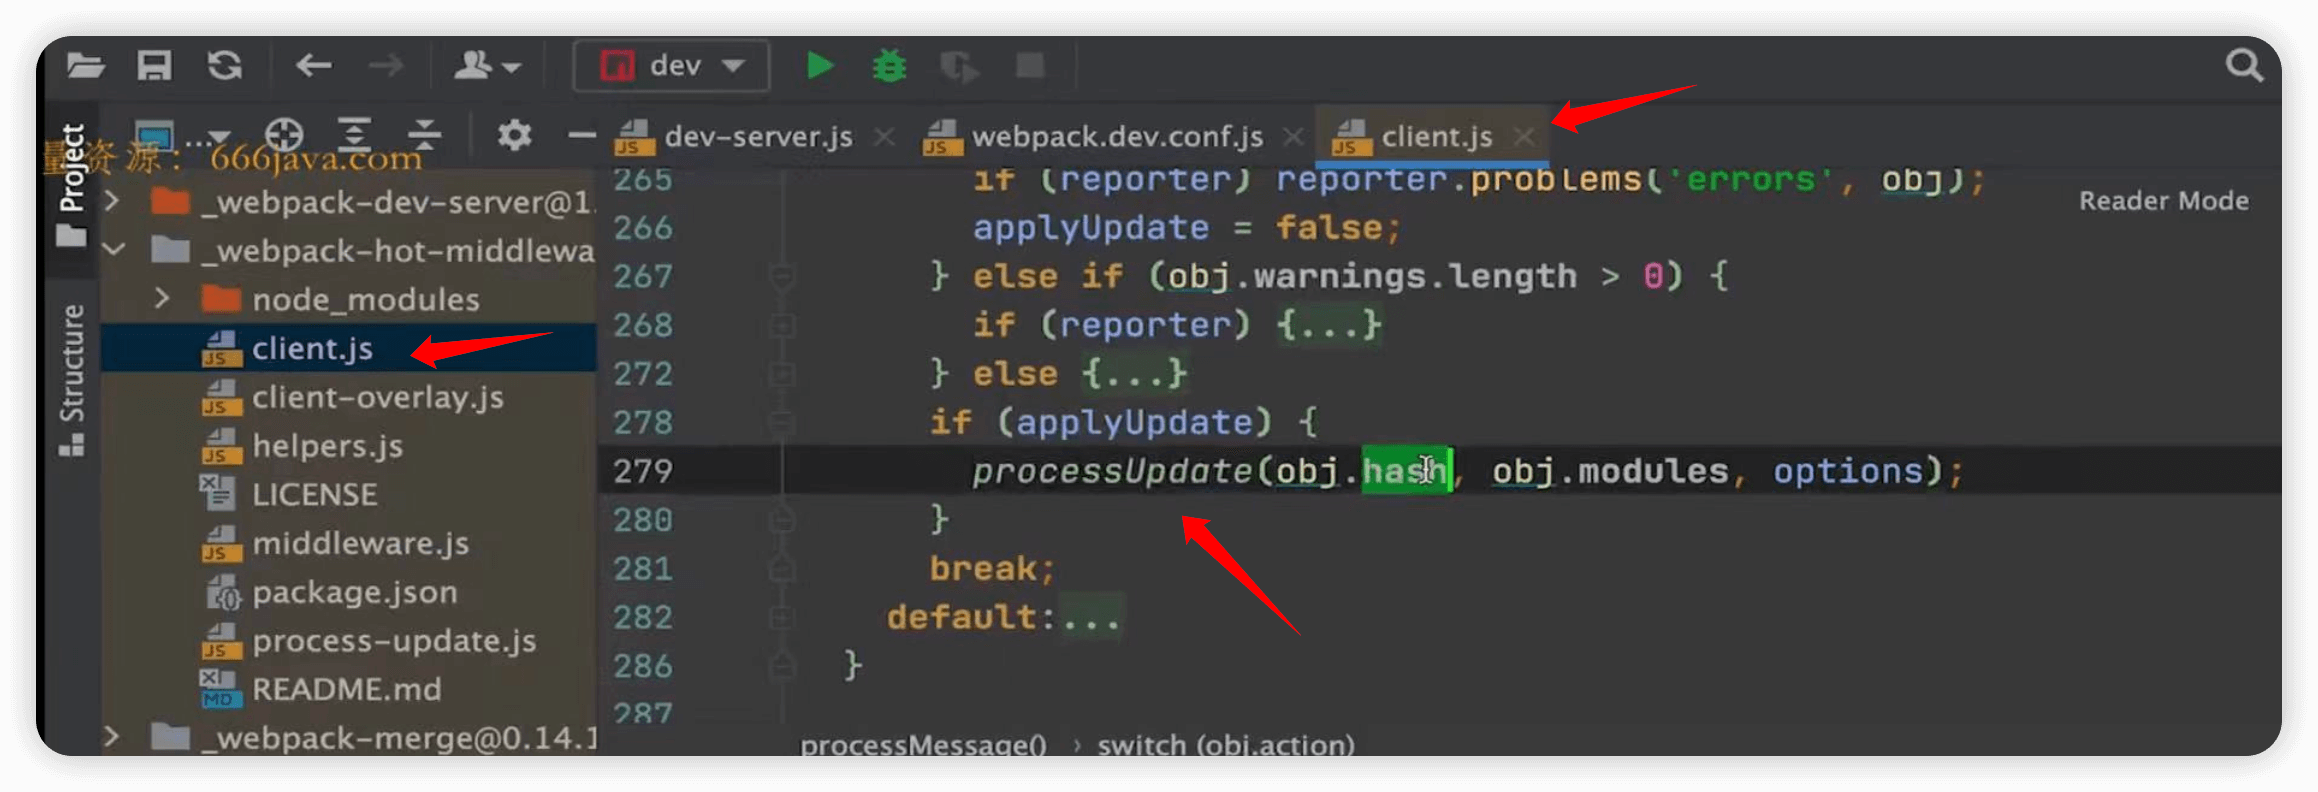 dev
Project
Structure
量资源：666java.com
_webpack-dev-server@1.
_webpack-hot-middlewa
node_modules
client.js
client-overlay.js
helpers.js
LICENSE
middleware.js
package.json
process-update.js
README.md
_webpack-merge@0.14.1
dev-server.js
webpack.dev.conf.js
client.js
Reader Mode
265 if (reporter) reporter.problems('errors', obj);
266 applyUpdate = false;
267 } else if (obj.warnings.length > 0) {
268 if (reporter) {...}
272 } else {...}
278 if (applyUpdate) {
279 processUpdate(obj.hash, obj.modules, options);
280 }
281 break;
282 default:...
286 }
287
processMessage() › switch (obj.action)